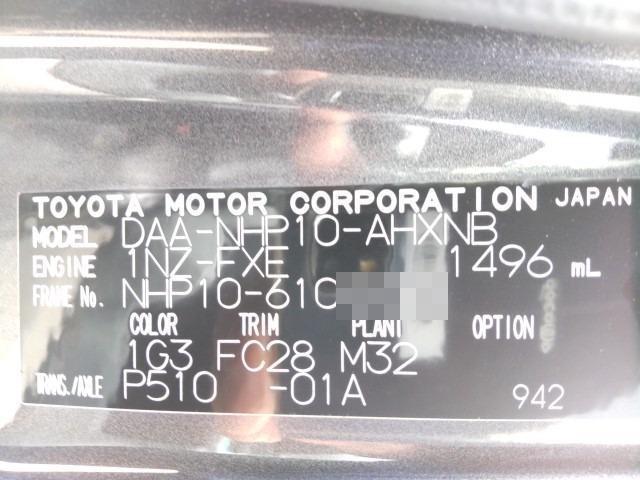 TOYOTA MOTOR CORPORATION JAPAN
MODEL DAA-NHP10-AHXNB
ENGINE 1NZ-FXE 1496 mL
FRAME No. NHP10-610
COLOR TRIM PLANT OPTION
1G3 FC28 M32
TRANS./AXLE P510 -01A 942